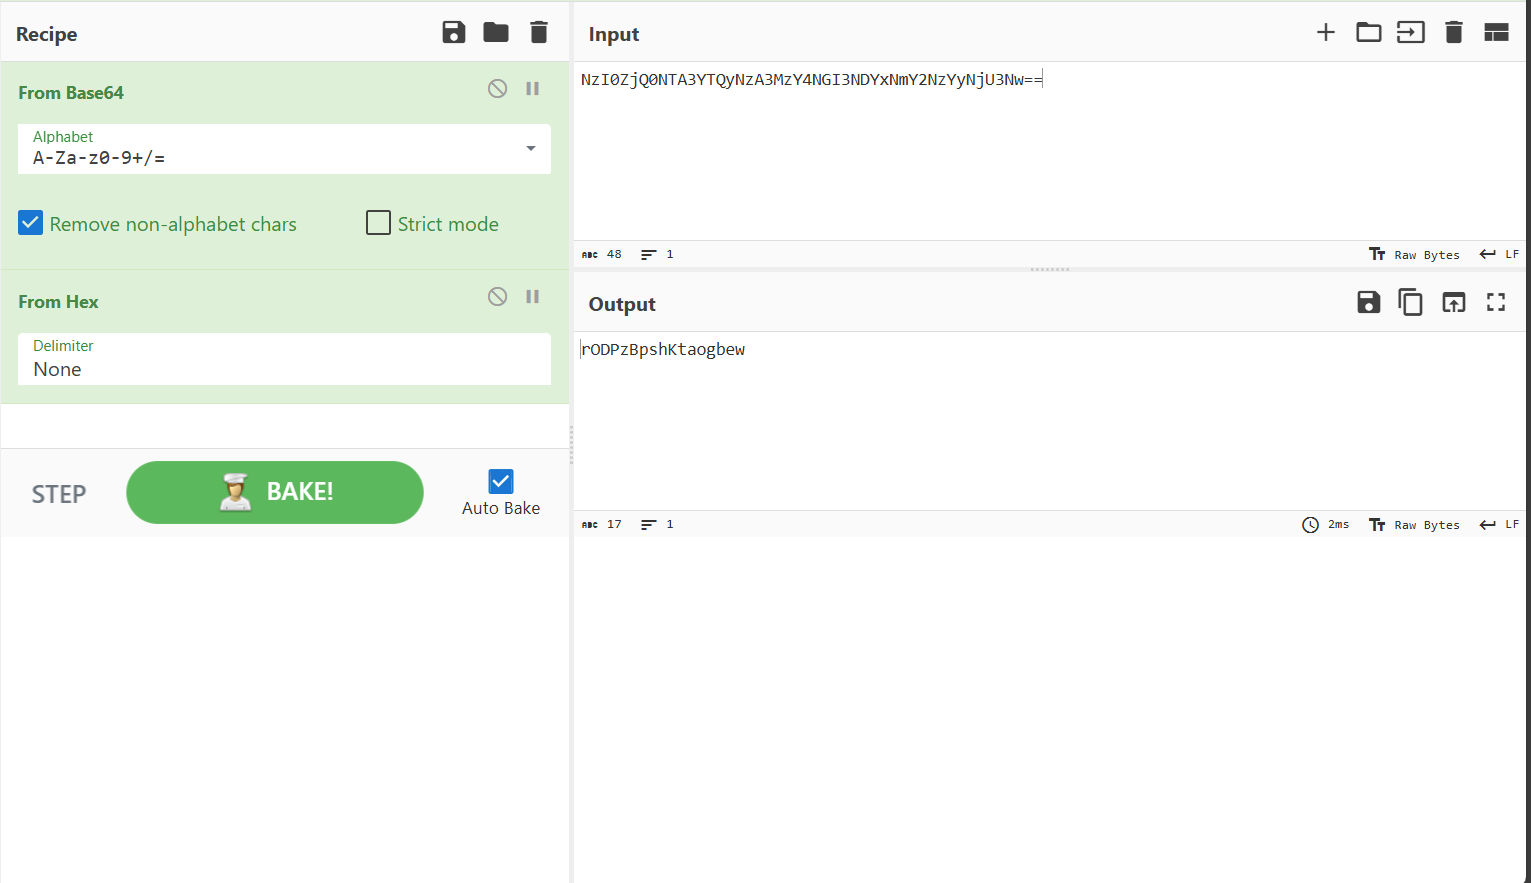 Recipe
From Base64
Alphabet
A-Za-z0-9+/=
Remove non-alphabet chars
Strict mode
From Hex
Delimiter
None
STEP
BAKE!
Auto Bake
Input
NzI0ZjQ0NTA3YTQyNzA3MzY4NGI3NDYxNmY2NzYyNjU3Nw==
ABC 48 1
Tт Raw Bytes LF
Output
rODPzBpshKtaogbew
ABC 17 1
2ms Tт Raw Bytes LF